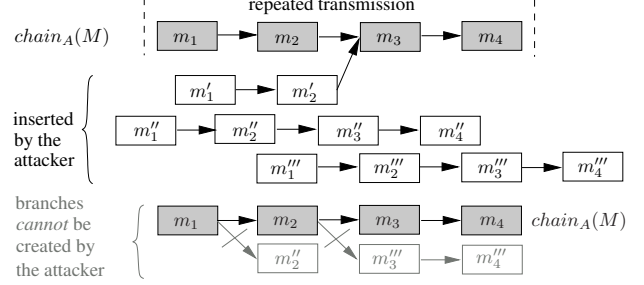 repeated transmission
chain_A(M) m_1 m_2 m_3 m_4
m'_1 m'_2
inserted
by the
attacker
m''_1 m''_2 m''_3 m''_4
m'''_1 m'''_2 m'''_3 m'''_4
branches
cannot be
created by
the attacker
m_1 m_2 m_3 m_4 chain_A(M)
m''_2 m'''_3 m'''_4